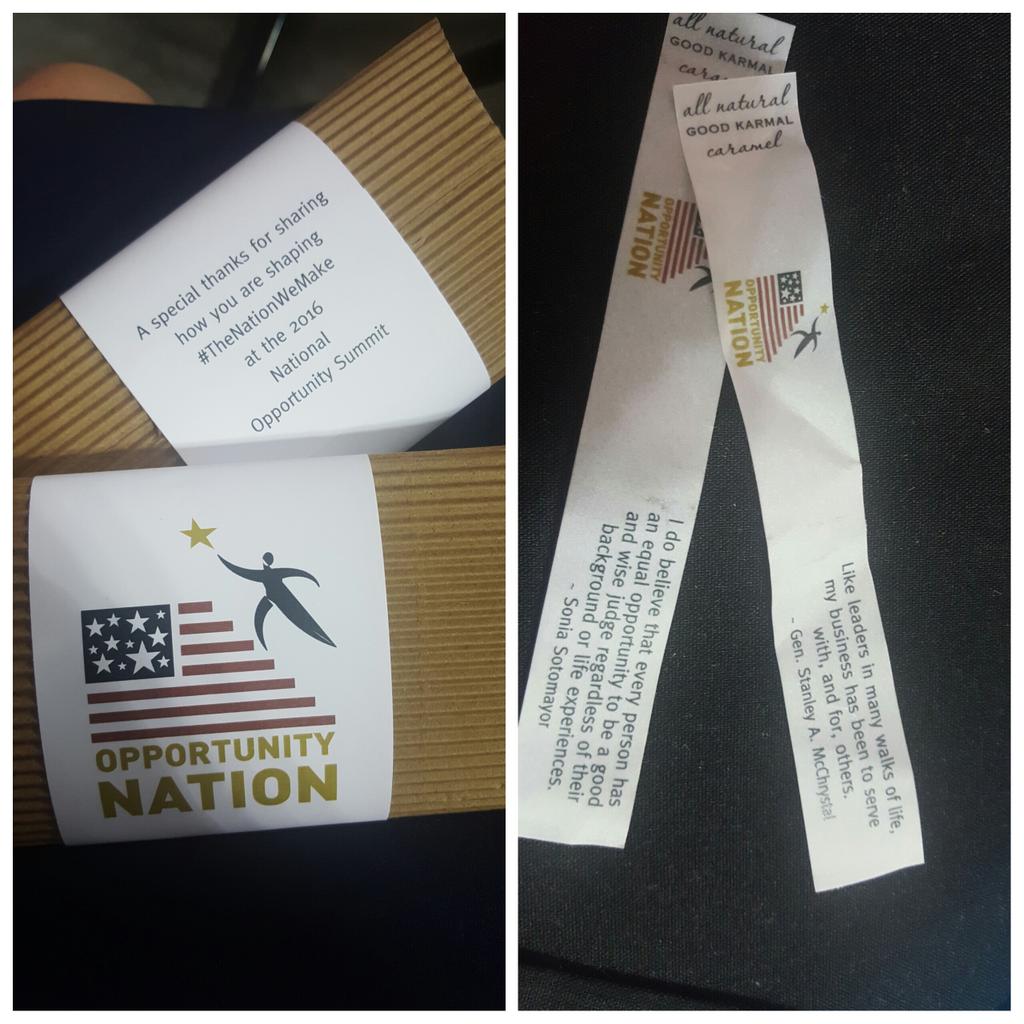 A special thanks for sharing
how you are shaping
#TheNationWeMake
at the 2016
National
Opportunity Summit
OPPORTUNITY
NATION
all natural
GOOD KARMAL
OPPORTUNITY
NATION
I do believe that every person has
an equal opportunity to be a good
and wise judge regardless of their
background or life experiences.
~ Sonia Sotomayor
all natural
GOOD KARMAL
caramel
OPPORTUNITY
NATION
Like leaders in many walks of life,
my business has been to serve
with, and for, others.
~ Gen. Stanley A. McChrystal